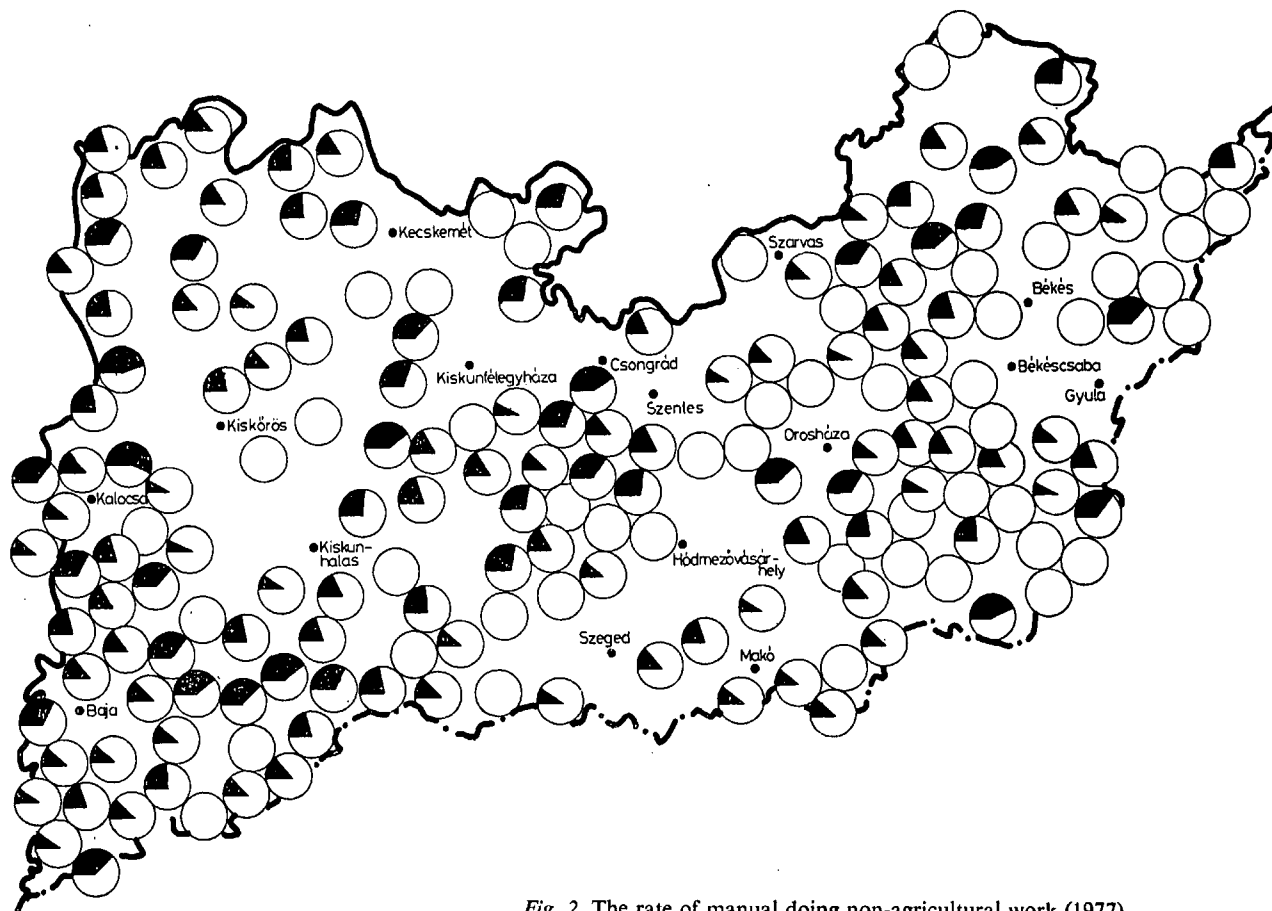 Kecskemét
Szarvas
Békés
Csongrád
Kiskunfélegyháza
Békéscsaba
Gyula
Szentes
Kiskőrös
Orosháza
Kalocsa
Kiskun-
halas
Hódmezóvásár-
hely
Szeged
Makó
Baja
Fig. 2. The rate of manual doing non-agricultural work (1977)